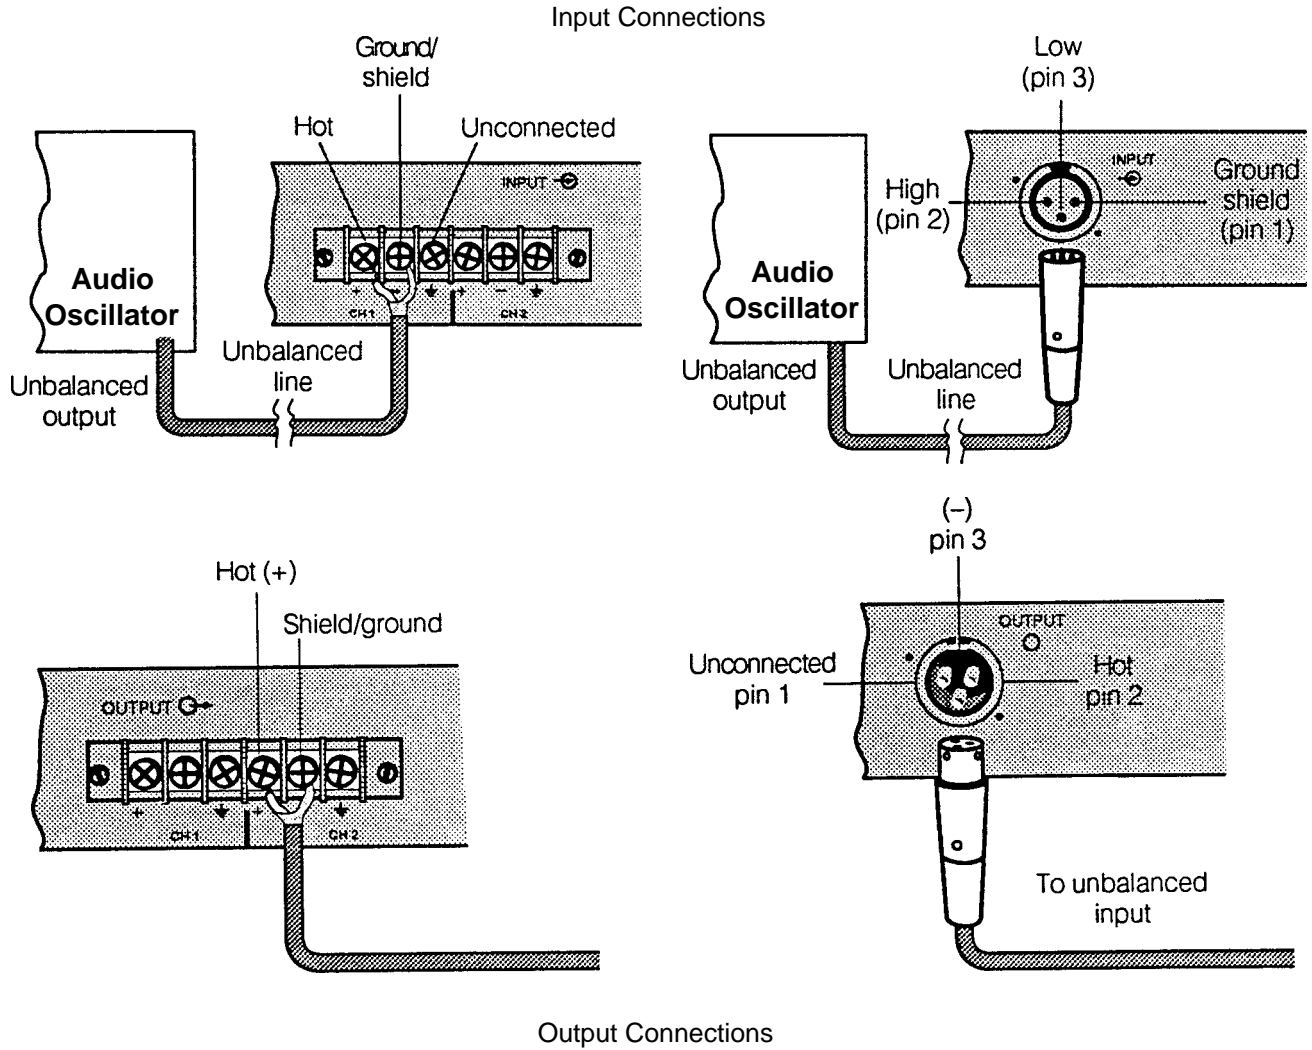 Input Connections
Ground/
shield
Hot
Unconnected
INPUT
Audio
Oscillator
+ − + −
CH 1
CH 2
Unbalanced
line
Unbalanced
output
Low
(pin 3)
INPUT
High
(pin 2)
Ground
shield
(pin 1)
Audio
Oscillator
Unbalanced
output
Unbalanced
line
Hot (+)
Shield/ground
OUTPUT
+ +
CH 1
CH 2
(–)
pin 3
OUTPUT
Unconnected
pin 1
Hot
pin 2
To unbalanced
input
Output Connections